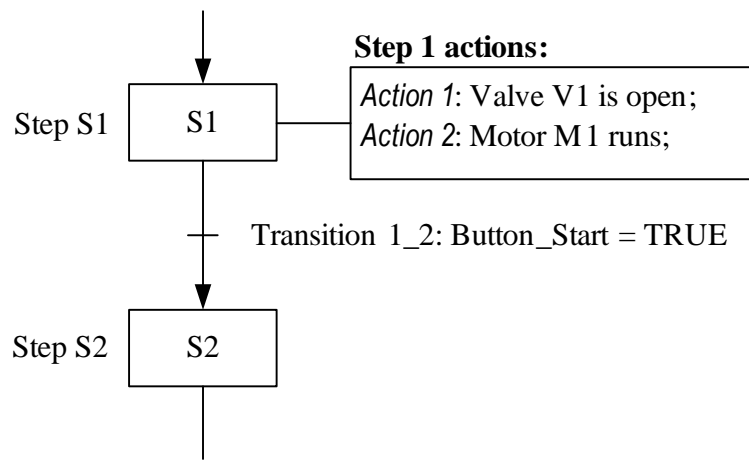 Step 1 actions:
Step S1
S1
Action 1: Valve V1 is open;
Action 2: Motor M1 runs;
Transition 1_2: Button_Start = TRUE
Step S2
S2